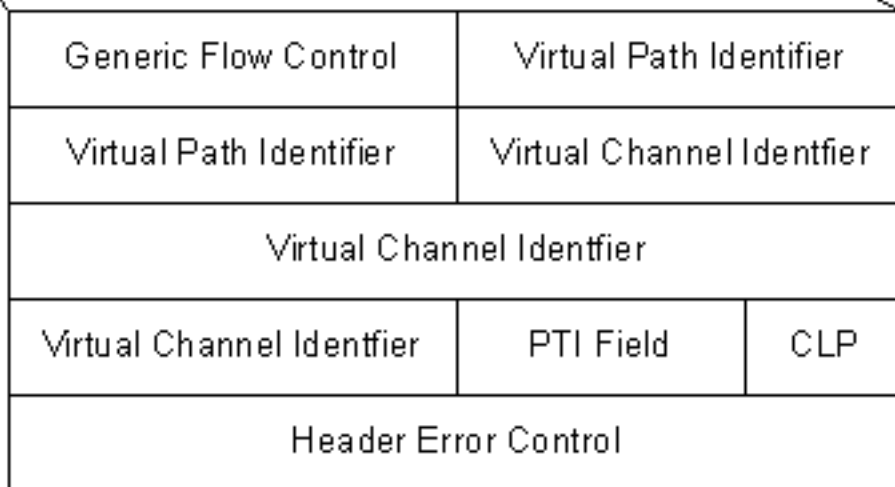 Generic Flow Control
Virtual Path Identifier
Virtual Path Identifier
Virtual Channel Identfier
Virtual Channel Identfier
Virtual Channel Identfier
PTI Field
CLP
Header Error Control